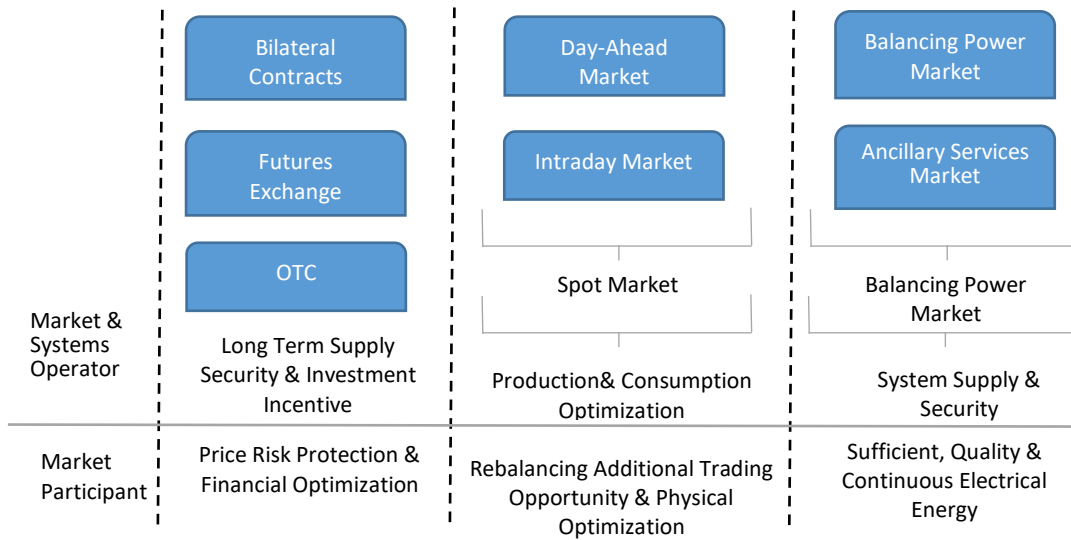 Bilateral
Contracts
Futures
Exchange
OTC
Day-Ahead
Market
Intraday Market
Spot Market
Balancing Power
Market
Ancillary Services
Market
Balancing Power
Market
Market &
Systems
Operator
Long Term Supply
Security & Investment
Incentive
Production& Consumption
Optimization
System Supply &
Security
Market
Participant
Price Risk Protection &
Financial Optimization
Rebalancing Additional Trading
Opportunity & Physical
Optimization
Sufficient, Quality &
Continuous Electrical
Energy